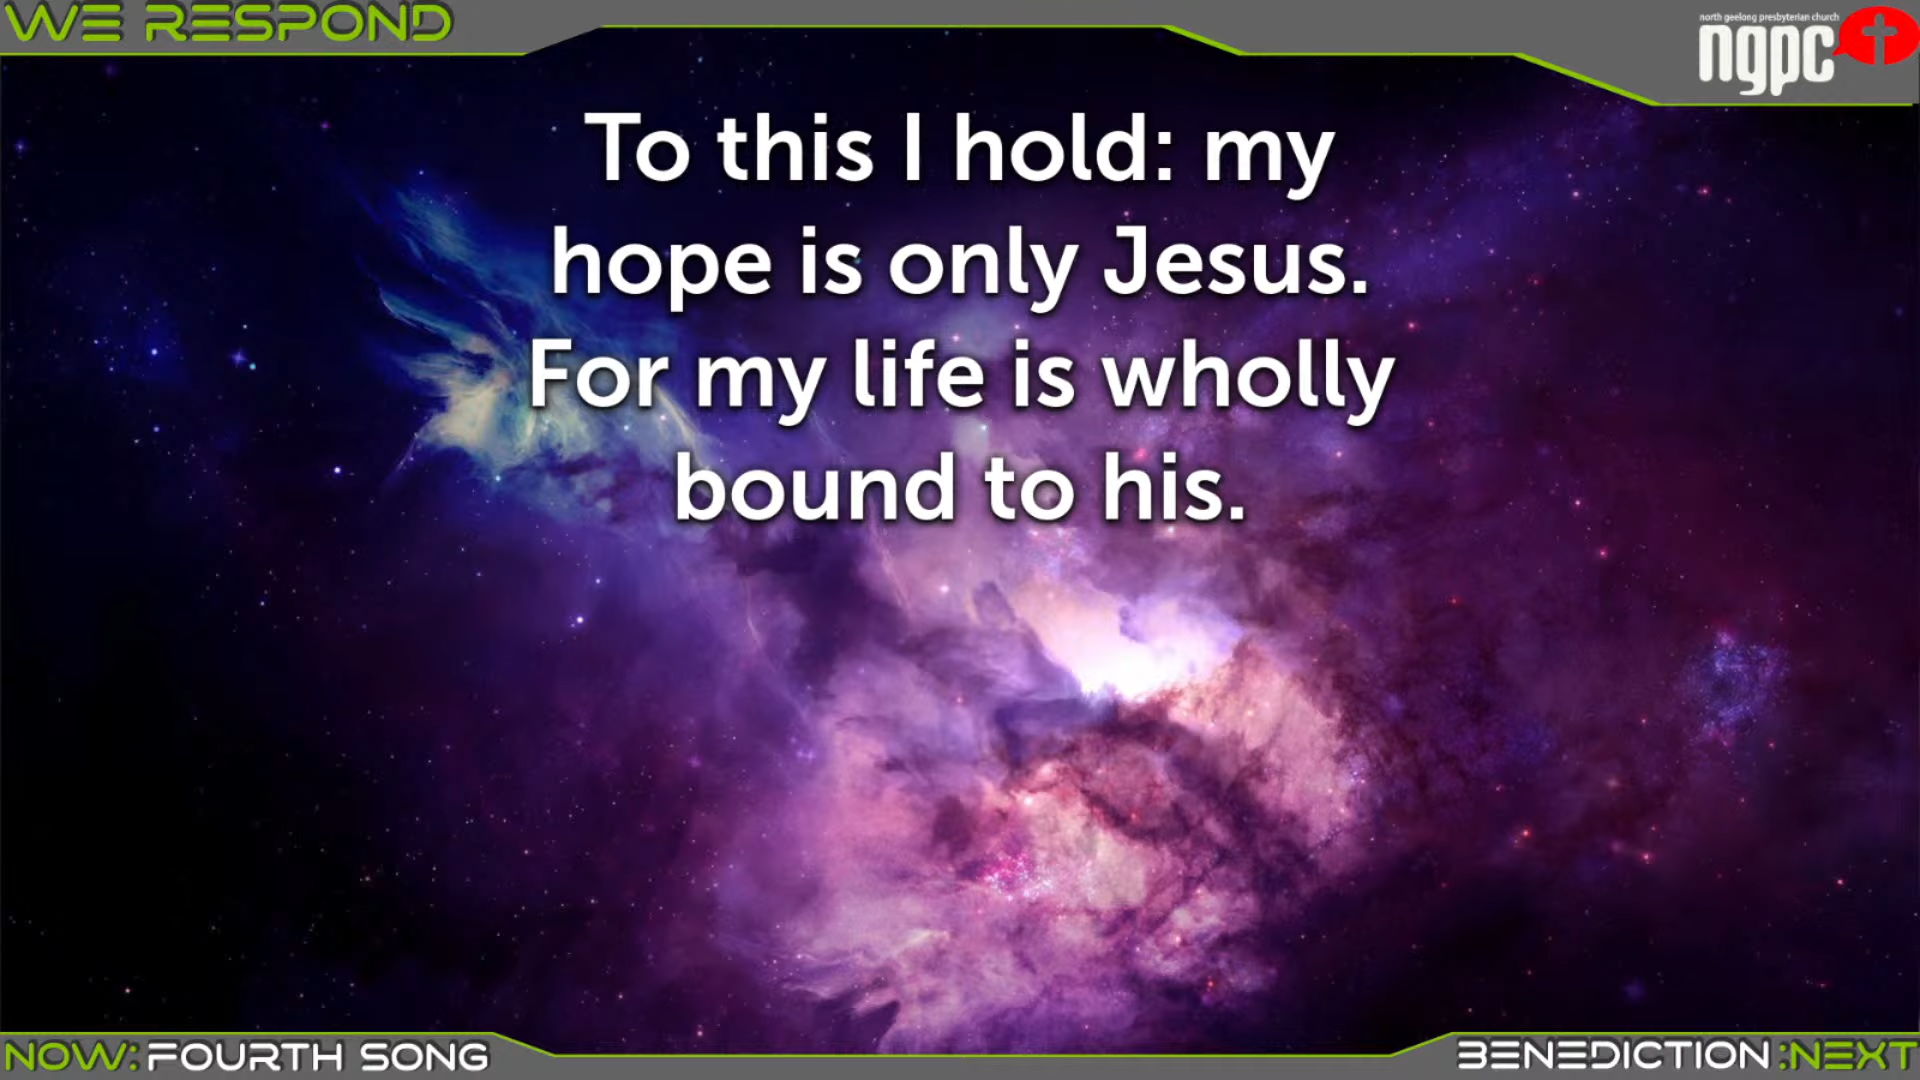 WE RESPOND
north geelong presbyterian church
ngpc
To this I hold: my
hope is only Jesus.
For my life is wholly
bound to his.
NOW: FOURTH SONG
BENEDICTION :NEXT